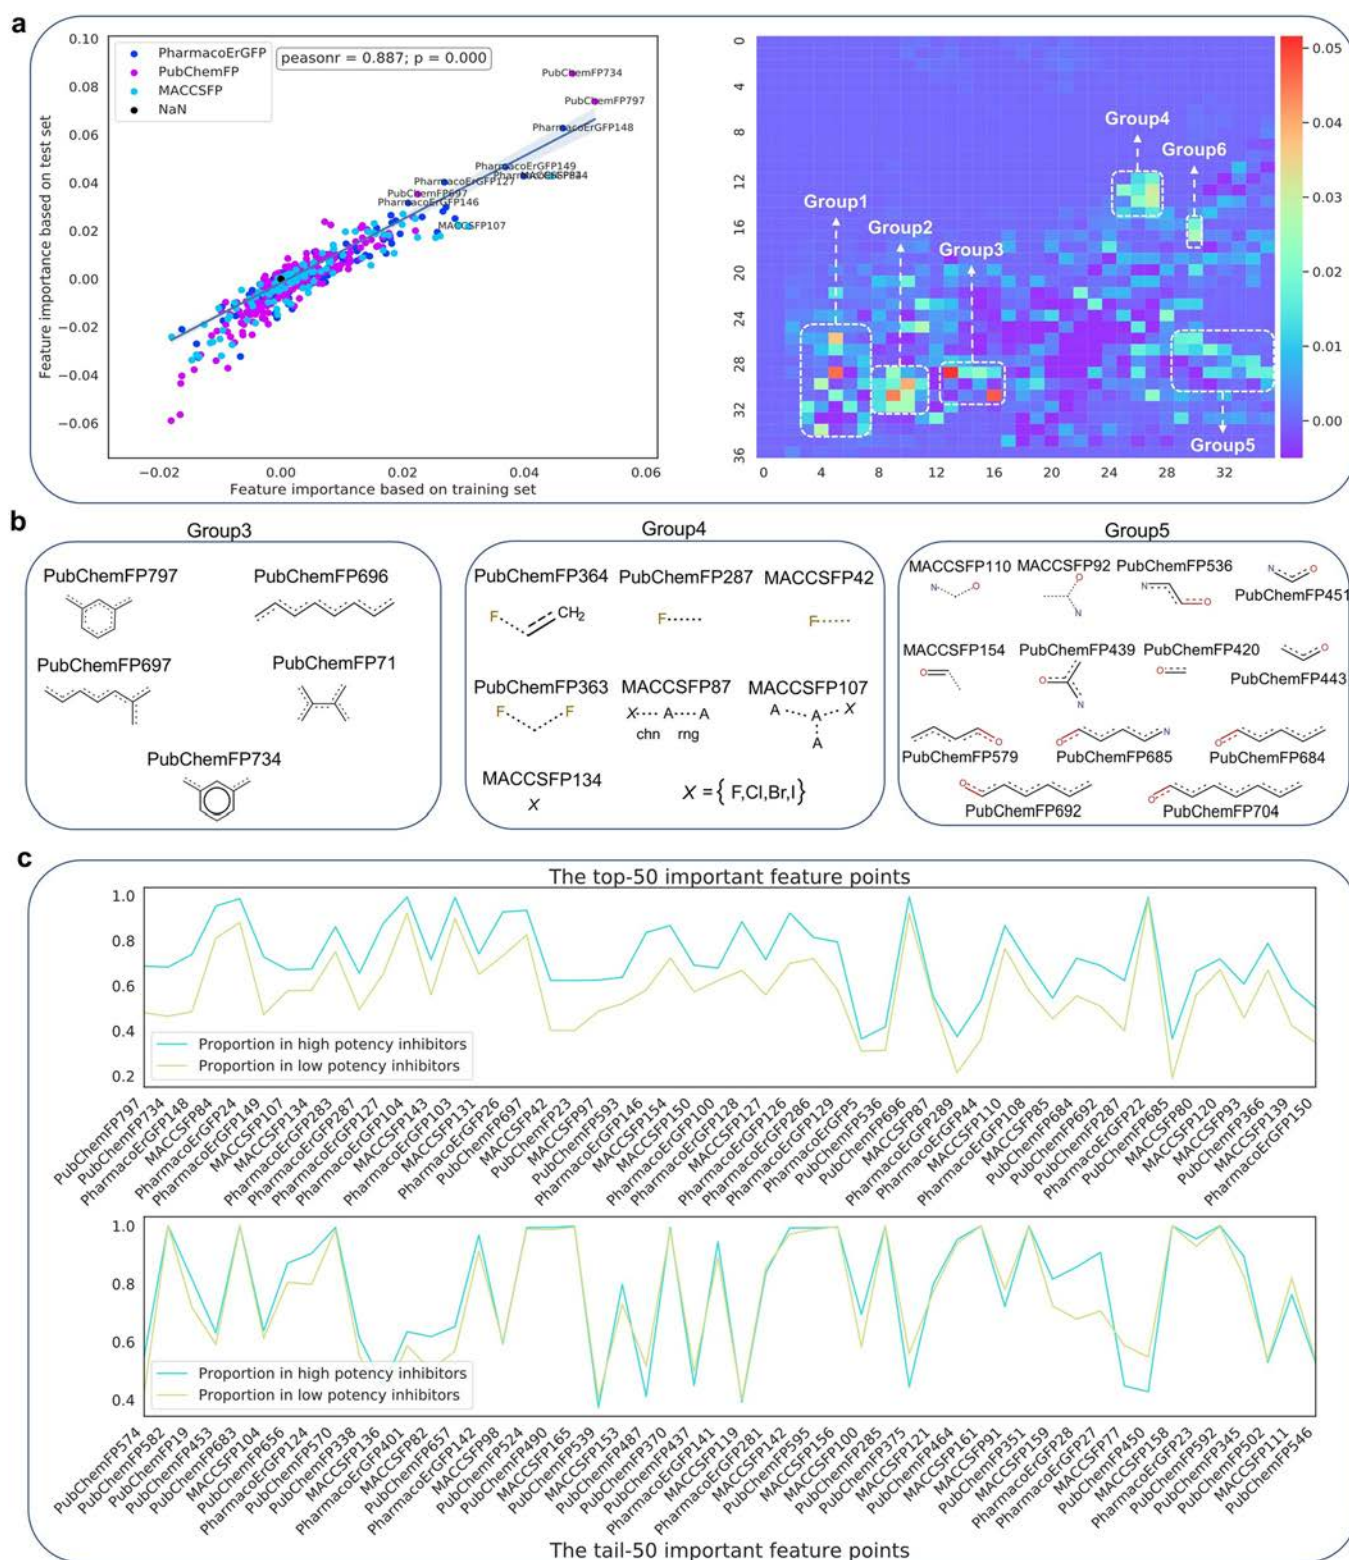 a
PharmacoErGFP
PubChemFP
MACCSFP
NaN
peasonr = 0.887; p = 0.000
PubChemFP734
PubChemFP797
PharmacoErGFP148
PharmacoErGFP149
PharmacoErGFP127
PubChemFP697
PharmacoErGFP146
MACCSFP107
0.10
0.08
0.06
0.04
0.02
0.00
−0.02
−0.04
−0.06
Feature importance based on test set
−0.02
0.00
0.02
0.04
0.06
Feature importance based on training set
0
4
8
12
16
20
24
28
32
36
0 4 8 12 16 20 24 28 32
Group1
Group2
Group3
Group4
Group6
Group5
0.05
0.04
0.03
0.02
0.01
0.00
b
Group3
PubChemFP797
PubChemFP696
PubChemFP697
PubChemFP71
PubChemFP734
Group4
PubChemFP364
PubChemFP287
MACCSFP42
F
CH2
F
F
PubChemFP363
MACCSFP87
MACCSFP107
F F
X A A
chn rng
A A X
A
MACCSFP134
X
X = { F,Cl,Br,I}
Group5
MACCSFP110
MACCSFP92
PubChemFP536
PubChemFP451
N O
O
N
N O
N O
MACCSFP154
PubChemFP439
PubChemFP420
PubChemFP443
O
O
N
O
O
PubChemFP579
PubChemFP685
PubChemFP684
O
O N
O
PubChemFP692
PubChemFP704
O
O
c
The top-50 important feature points
1.0
0.8
0.6
0.4
0.2
Proportion in high potency inhibitors
Proportion in low potency inhibitors
PubChemFP797
PubChemFP734
PharmacoErGFP148
MACCSFP84
PharmacoErGFP24
PharmacoErGFP149
MACCSFP107
MACCSFP134
PharmacoErGFP283
PharmacoErGFP287
PharmacoErGFP127
PharmacoErGFP104
MACCSFP143
PharmacoErGFP103
MACCSFP131
PharmacoErGFP26
PubChemFP697
MACCSFP42
PubChemFP23
MACCSFP97
PubChemFP593
PharmacoErGFP146
MACCSFP154
MACCSFP150
PharmacoErGFP100
PharmacoErGFP128
MACCSFP127
PharmacoErGFP126
PharmacoErGFP286
PharmacoErGFP129
PharmacoErGFP5
PubChemFP536
PubChemFP696
MACCSFP87
PharmacoErGFP289
PharmacoErGFP44
MACCSFP110
PharmacoErGFP108
MACCSFP85
PubChemFP684
PubChemFP692
PubChemFP287
PharmacoErGFP22
PubChemFP685
MACCSFP80
MACCSFP120
MACCSFP93
PubChemFP366
MACCSFP139
PharmacoErGFP150
1.0
0.8
0.6
0.4
Proportion in high potency inhibitors
Proportion in low potency inhibitors
PubChemFP574
PubChemFP582
PubChemFP19
PubChemFP453
PubChemFP683
MACCSFP104
PubChemFP656
PharmacoErGFP124
PubChemFP570
PubChemFP338
MACCSFP136
PharmacoErGFP401
MACCSFP82
PubChemFP657
PharmacoErGFP142
MACCSFP98
PubChemFP524
PubChemFP490
MACCSFP165
PubChemFP539
MACCSFP153
PubChemFP487
PubChemFP370
PubChemFP437
PharmacoErGFP141
MACCSFP119
PharmacoErGFP281
MACCSFP142
PubChemFP595
MACCSFP156
MACCSFP100
PubChemFP285
PubChemFP375
MACCSFP121
PubChemFP464
MACCSFP161
MACCSFP91
PubChemFP351
MACCSFP159
PharmacoErGFP28
PharmacoErGFP27
MACCSFP77
PubChemFP450
MACCSFP158
PharmacoErGFP23
PubChemFP592
PubChemFP345
PubChemFP502
MACCSFP111
PubChemFP546
The tail-50 important feature points